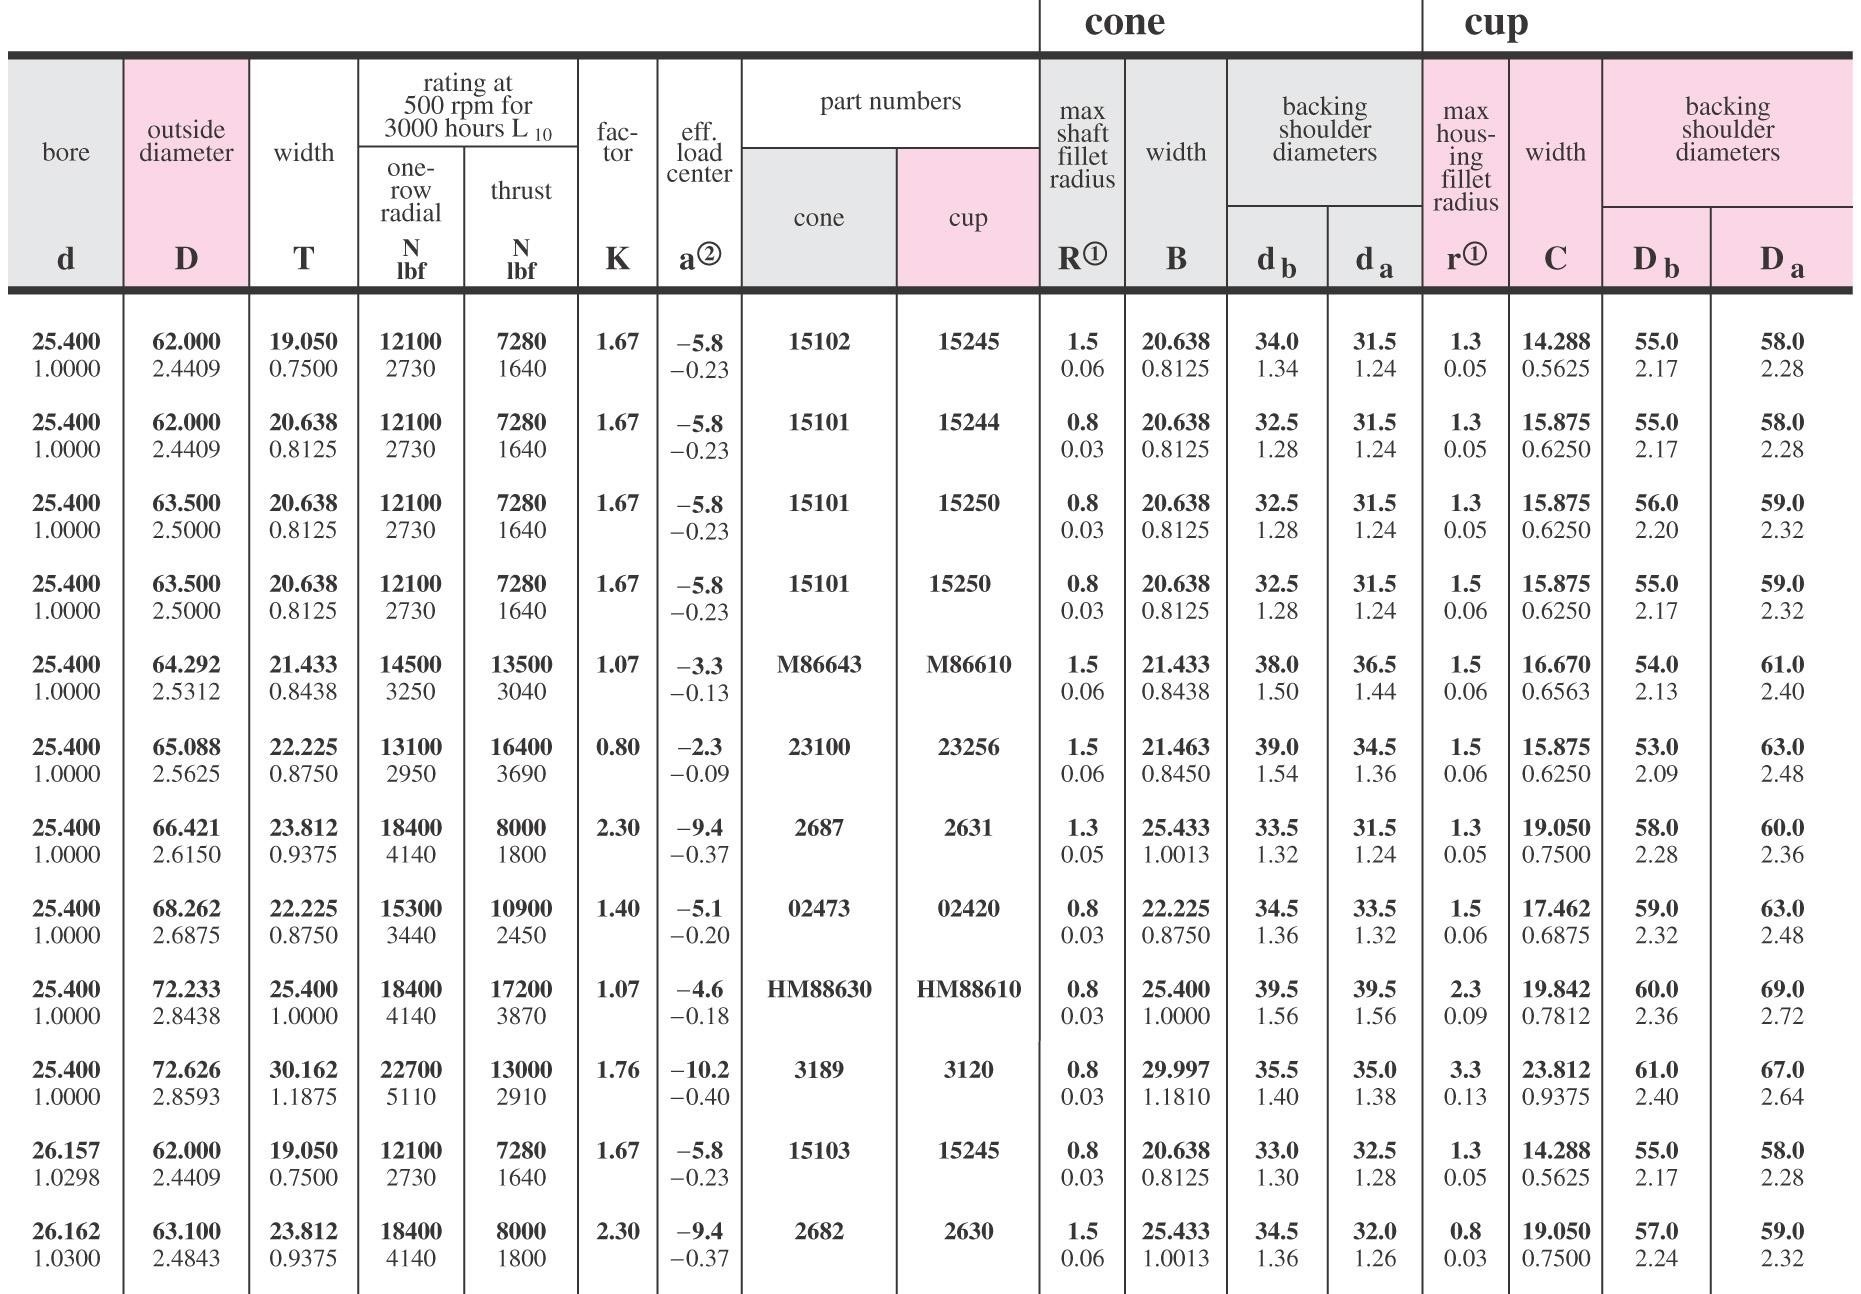 cone cup
bore outside diameter width rating at 500 rpm for 3000 hours L 10 one-row radial thrust fac-tor eff. load center part numbers cone cup max shaft fillet radius width backing shoulder diameters max hous-ing fillet radius width backing shoulder diameters
d D T N lbf N lbf K a② R① B d b d a r① C D b D a
25.400 62.000 19.050 12100 7280 1.67 −5.8 15102 15245 1.5 20.638 34.0 31.5 1.3 14.288 55.0 58.0
1.0000 2.4409 0.7500 2730 1640 −0.23 0.06 0.8125 1.34 1.24 0.05 0.5625 2.17 2.28
25.400 62.000 20.638 12100 7280 1.67 −5.8 15101 15244 0.8 20.638 32.5 31.5 1.3 15.875 55.0 58.0
1.0000 2.4409 0.8125 2730 1640 −0.23 0.03 0.8125 1.28 1.24 0.05 0.6250 2.17 2.28
25.400 63.500 20.638 12100 7280 1.67 −5.8 15101 15250 0.8 20.638 32.5 31.5 1.3 15.875 56.0 59.0
1.0000 2.5000 0.8125 2730 1640 −0.23 0.03 0.8125 1.28 1.24 0.05 0.6250 2.20 2.32
25.400 63.500 20.638 12100 7280 1.67 −5.8 15101 15250 0.8 20.638 32.5 31.5 1.5 15.875 55.0 59.0
1.0000 2.5000 0.8125 2730 1640 −0.23 0.03 0.8125 1.28 1.24 0.06 0.6250 2.17 2.32
25.400 64.292 21.433 14500 13500 1.07 −3.3 M86643 M86610 1.5 21.433 38.0 36.5 1.5 16.670 54.0 61.0
1.0000 2.5312 0.8438 3250 3040 −0.13 0.06 0.8438 1.50 1.44 0.06 0.6563 2.13 2.40
25.400 65.088 22.225 13100 16400 0.80 −2.3 23100 23256 1.5 21.463 39.0 34.5 1.5 15.875 53.0 63.0
1.0000 2.5625 0.8750 2950 3690 −0.09 0.06 0.8450 1.54 1.36 0.06 0.6250 2.09 2.48
25.400 66.421 23.812 18400 8000 2.30 −9.4 2687 2631 1.3 25.433 33.5 31.5 1.3 19.050 58.0 60.0
1.0000 2.6150 0.9375 4140 1800 −0.37 0.05 1.0013 1.32 1.24 0.05 0.7500 2.28 2.36
25.400 68.262 22.225 15300 10900 1.40 −5.1 02473 02420 0.8 22.225 34.5 33.5 1.5 17.462 59.0 63.0
1.0000 2.6875 0.8750 3440 2450 −0.20 0.03 0.8750 1.36 1.32 0.06 0.6875 2.32 2.48
25.400 72.233 25.400 18400 17200 1.07 −4.6 HM88630 HM88610 0.8 25.400 39.5 39.5 2.3 19.842 60.0 69.0
1.0000 2.8438 1.0000 4140 3870 −0.18 0.03 1.0000 1.56 1.56 0.09 0.7812 2.36 2.72
25.400 72.626 30.162 22700 13000 1.76 −10.2 3189 3120 0.8 29.997 35.5 35.0 3.3 23.812 61.0 67.0
1.0000 2.8593 1.1875 5110 2910 −0.40 0.03 1.1810 1.40 1.38 0.13 0.9375 2.40 2.64
26.157 62.000 19.050 12100 7280 1.67 −5.8 15103 15245 0.8 20.638 33.0 32.5 1.3 14.288 55.0 58.0
1.0298 2.4409 0.7500 2730 1640 −0.23 0.03 0.8125 1.30 1.28 0.05 0.5625 2.17 2.28
26.162 63.100 23.812 18400 8000 2.30 −9.4 2682 2630 1.5 25.433 34.5 32.0 0.8 19.050 57.0 59.0
1.0300 2.4843 0.9375 4140 1800 −0.37 0.06 1.0013 1.36 1.26 0.03 0.7500 2.24 2.32